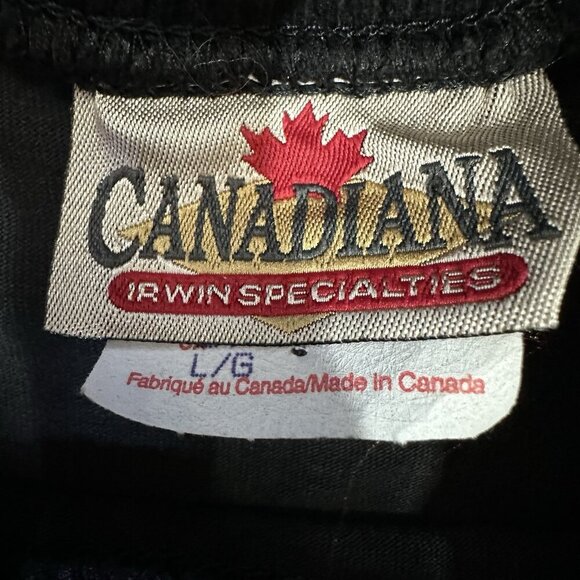 CANADIANA
IRWIN SPECIALTIES
L/G
Fabriqué au Canada/Made in Canada